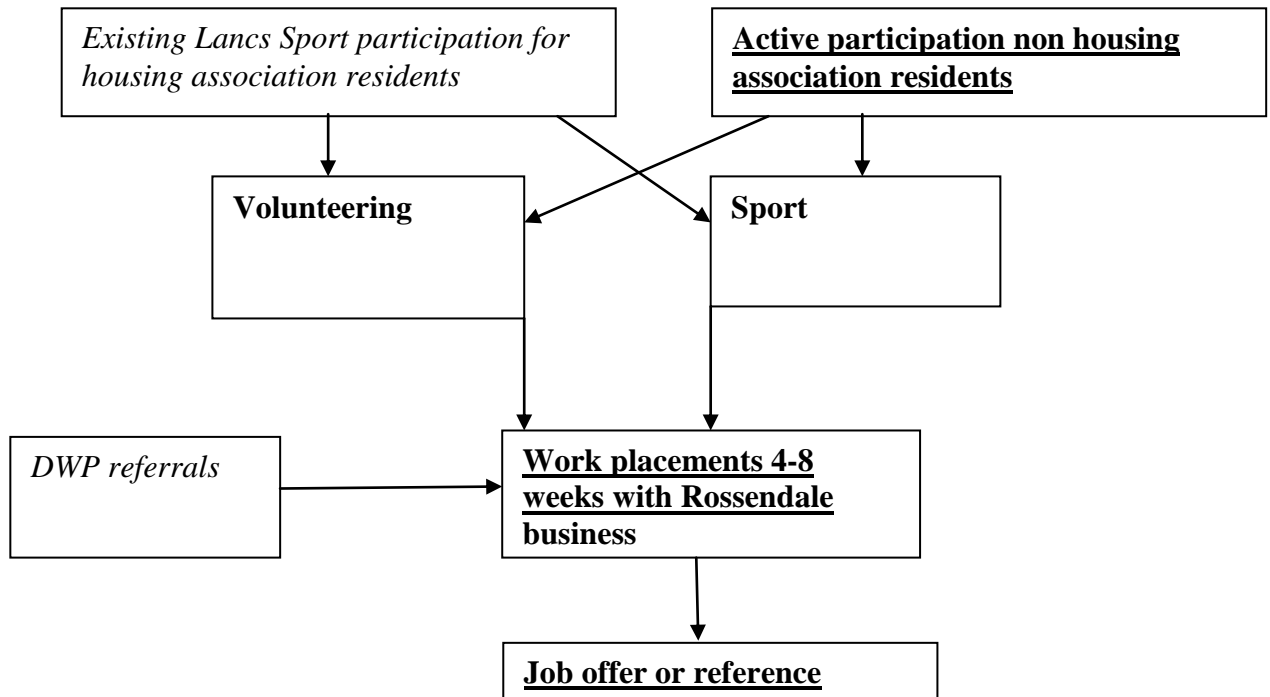 Existing Lancs Sport participation for
housing association residents
Active participation non housing
association residents
Volunteering
Sport
DWP referrals
Work placements 4-8
weeks with Rossendale
business
Job offer or reference